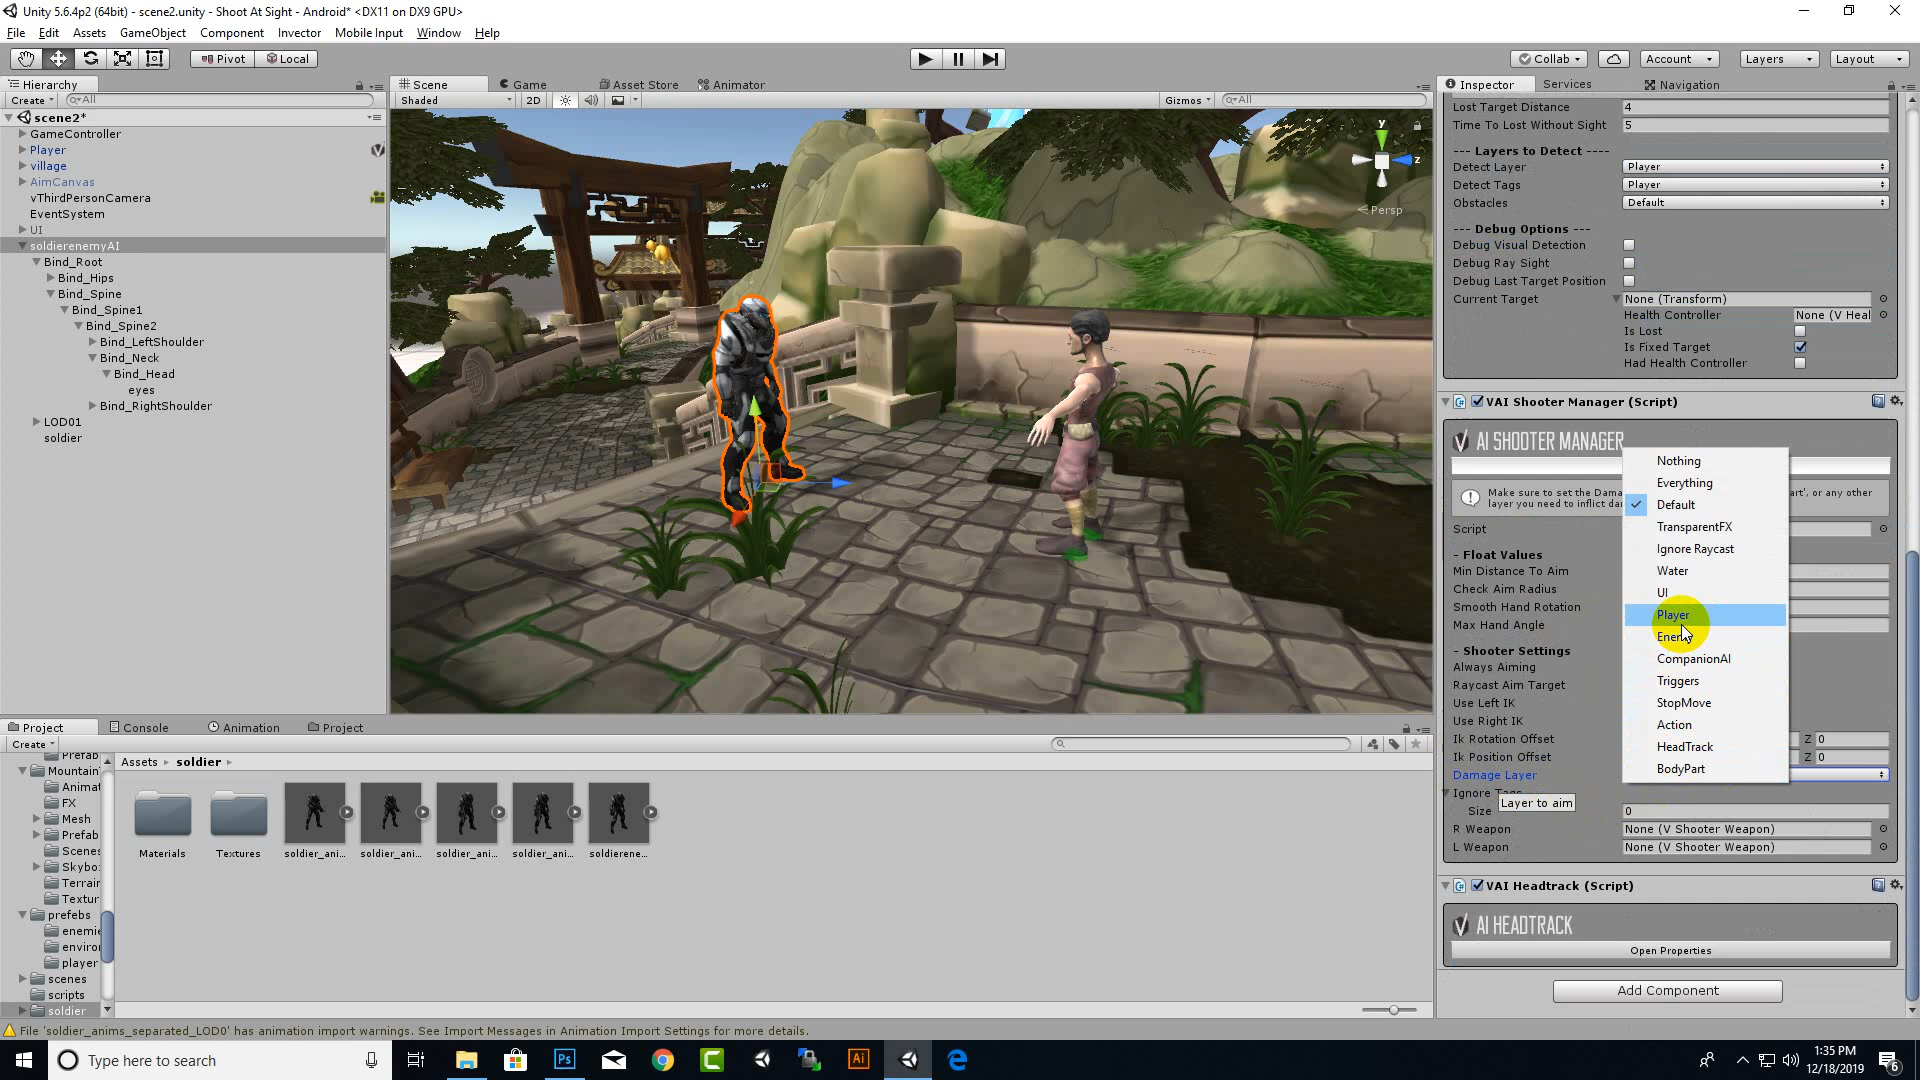 Unity 5.6.4p2 (64bit) - scene2.unity - Shoot At Sight - Android* <DX11 on DX9 GPU>
File Edit Assets GameObject Component Invector Mobile Input Window Help
Pivot Local Collab Account Layers Layout
Hierarchy
Create All
scene2*
GameController
Player
village
AimCanvas
vThirdPersonCamera
EventSystem
UI
soldierenemyAI
Bind_Root
Bind_Hips
Bind_Spine
Bind_Spine1
Bind_Spine2
Bind_LeftShoulder
Bind_Neck
Bind_Head
eyes
Bind_RightShoulder
LOD01
soldier
Scene Game Asset Store Animator
Shaded 2D Gizmos All
y
z
Persp
Inspector Services Navigation
Lost Target Distance 4
Time To Lost Without Sight 5
--- Layers to Detect ----
Detect Layer Player
Detect Tags Player
Obstacles Default
--- Debug Options ---
Debug Visual Detection
Debug Ray Sight
Debug Last Target Position
Current Target None (Transform)
Health Controller None (V Heal
Is Lost
Is Fixed Target
Had Health Controller
VAI Shooter Manager (Script)
AI SHOOTER MANAGER
Make sure to set the Dama art', or any other
layer you need to inflict da
Script
- Float Values
Min Distance To Aim
Check Aim Radius
Smooth Hand Rotation
Max Hand Angle
- Shooter Settings
Always Aiming
Raycast Aim Target
Use Left IK
Use Right IK
Ik Rotation Offset Z 0
Ik Position Offset Z 0
Damage Layer
Ignore Tags
Size 0
R Weapon None (V Shooter Weapon)
L Weapon None (V Shooter Weapon)
Layer to aim
Nothing
Everything
Default
TransparentFX
Ignore Raycast
Water
UI
Player
Enemy
CompanionAI
Triggers
StopMove
Action
HeadTrack
BodyPart
VAI Headtrack (Script)
AI HEADTRACK
Open Properties
Add Component
Project Console Animation Project
Create
Prefab
Mountain
Animat
FX
Mesh
Prefab
Scenes
Skybo
Terrain
Textur
prefebs
enemie
enviro
player
scenes
scripts
soldier
Assets soldier
Materials Textures soldier_ani... soldier_ani... soldier_ani... soldier_ani... soldierene...
File 'soldier_anims_separated_LOD0' has animation import warnings. See Import Messages in Animation Import Settings for more details.
Type here to search
Ps
Ai
1:35 PM
12/18/2019
6